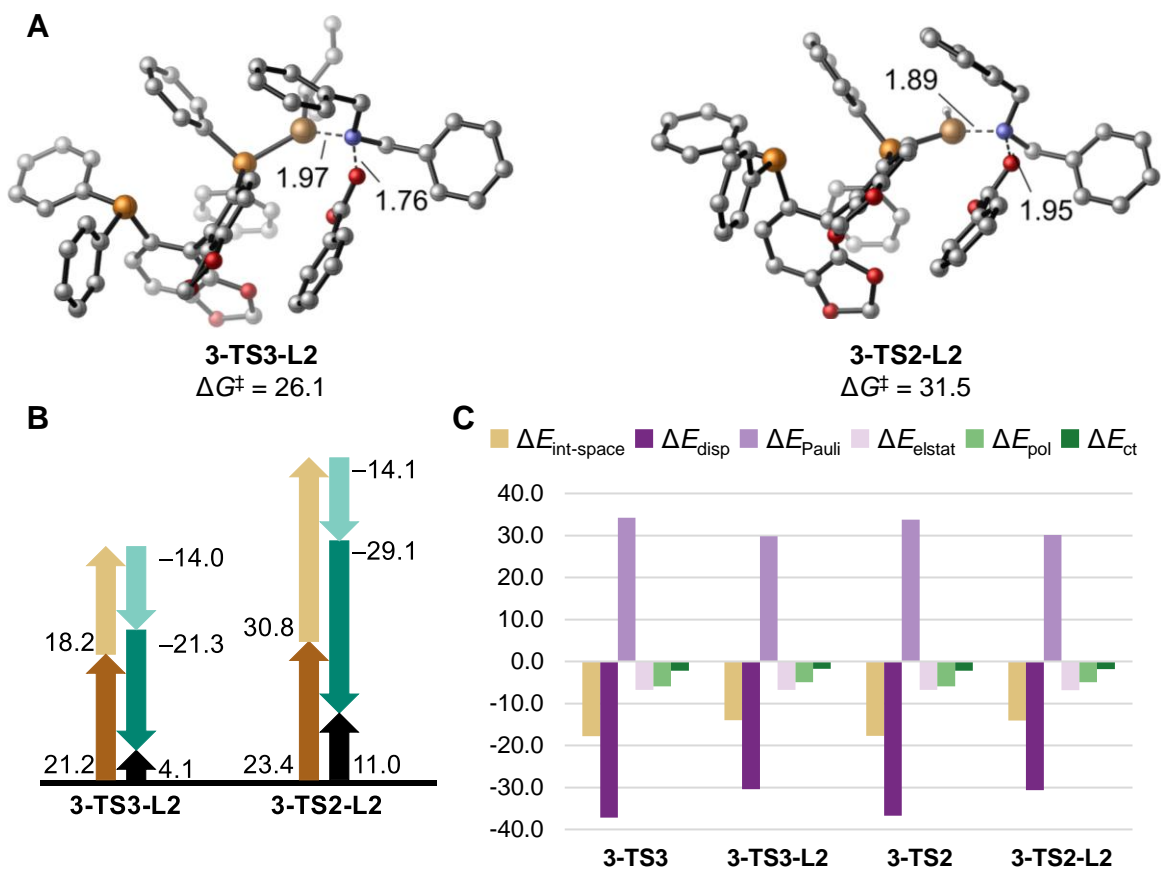 A
1.97
1.76
1.89
1.95
3-TS3-L2
ΔG‡ = 26.1
3-TS2-L2
ΔG‡ = 31.5
B
–14.0
18.2
–21.3
21.2
4.1
–14.1
–29.1
30.8
23.4
11.0
3-TS3-L2
3-TS2-L2
C
ΔEint-space ΔEdisp ΔEPauli ΔEelstat ΔEpol ΔEct
40.0
30.0
20.0
10.0
0.0
-10.0
-20.0
-30.0
-40.0
3-TS3 3-TS3-L2 3-TS2 3-TS2-L2